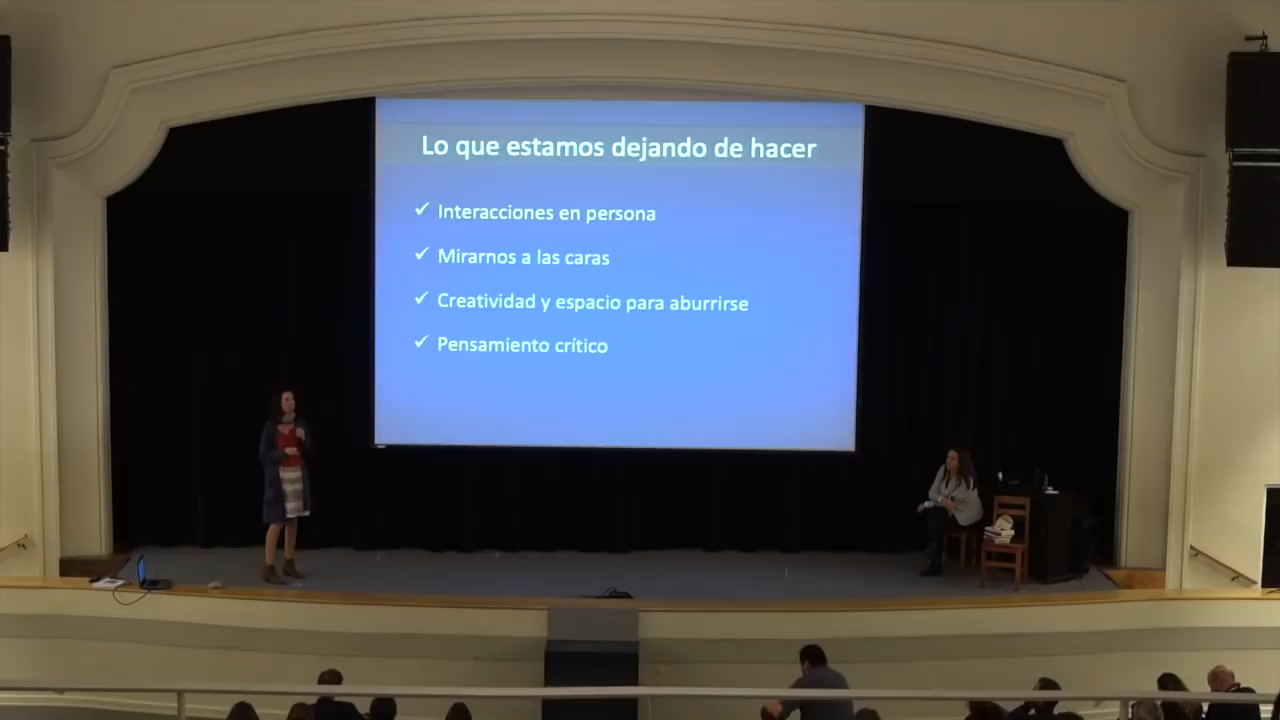 Lo que estamos dejando de hacer
✓ Interacciones en persona
✓ Mirarnos a las caras
✓ Creatividad y espacio para aburrirse
✓ Pensamiento crítico